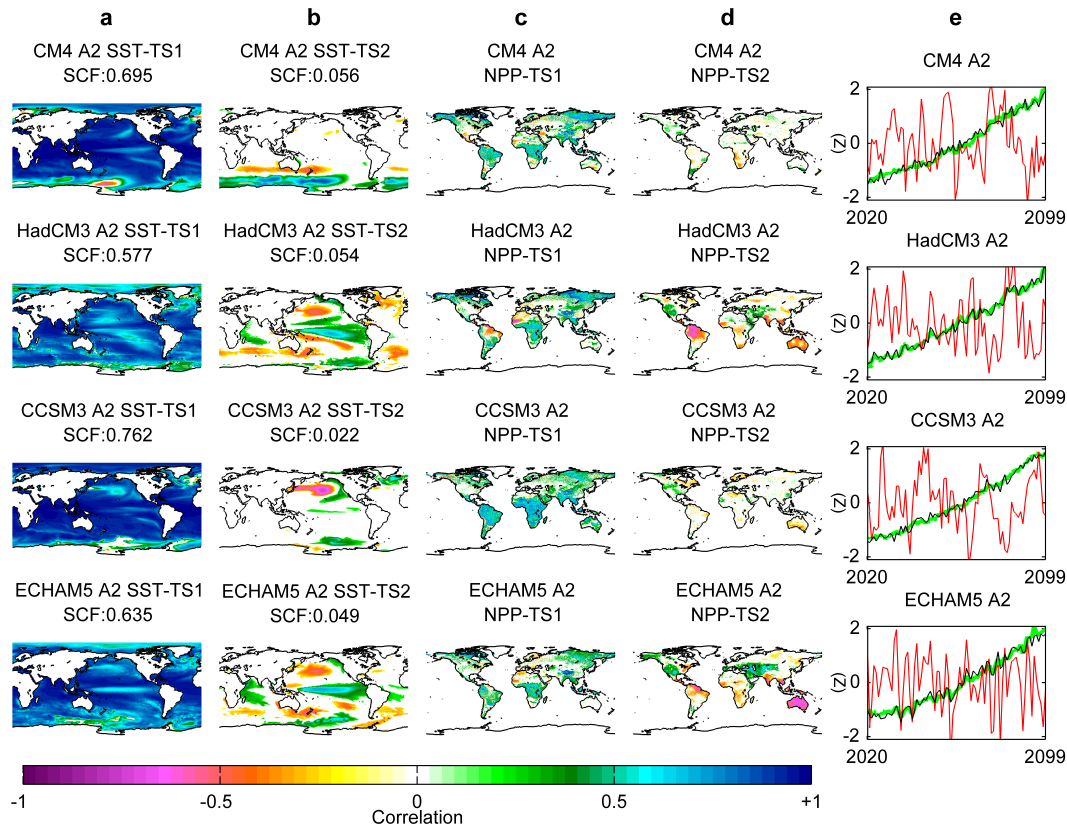 a b c d e
CM4 A2 SST-TS1
SCF:0.695
CM4 A2 SST-TS2
SCF:0.056
CM4 A2
NPP-TS1
CM4 A2
NPP-TS2
CM4 A2
2
0
-2
(Z)
2020 2099
HadCM3 A2 SST-TS1
SCF:0.577
HadCM3 A2 SST-TS2
SCF:0.054
HadCM3 A2
NPP-TS1
HadCM3 A2
NPP-TS2
HadCM3 A2
2
0
-2
(Z)
2020 2099
CCSM3 A2 SST-TS1
SCF:0.762
CCSM3 A2 SST-TS2
SCF:0.022
CCSM3 A2
NPP-TS1
CCSM3 A2
NPP-TS2
CCSM3 A2
2
0
-2
(Z)
2020 2099
ECHAM5 A2 SST-TS1
SCF:0.635
ECHAM5 A2 SST-TS2
SCF:0.049
ECHAM5 A2
NPP-TS1
ECHAM5 A2
NPP-TS2
ECHAM5 A2
2
0
-2
(Z)
2020 2099
-1 -0.5 0 0.5 +1
Correlation